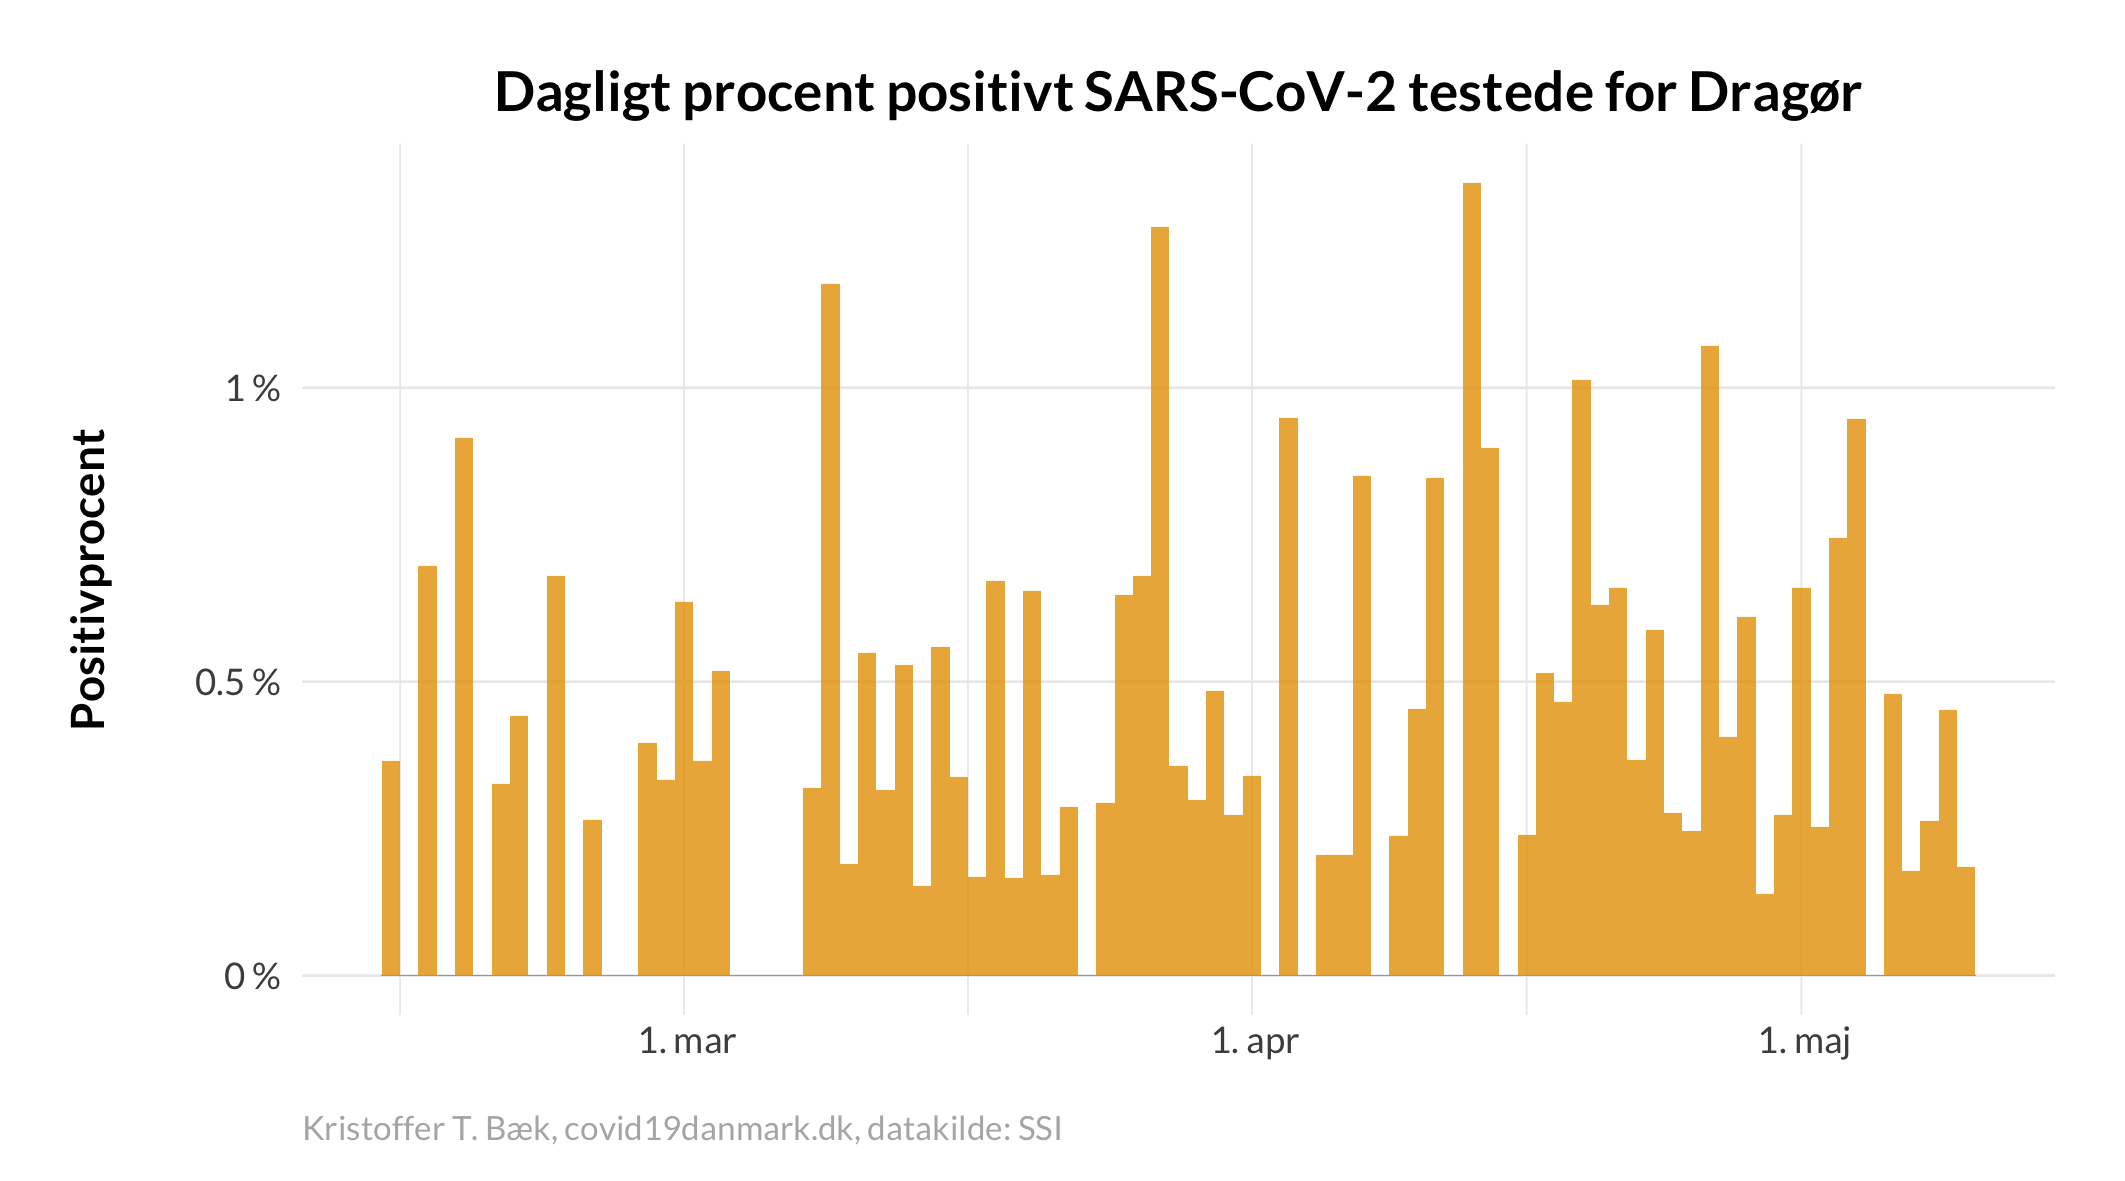 Dagligt procent positivt SARS-CoV-2 testede for Dragør
Positivprocent
1 %
0.5 %
0 %
1. mar
1. apr
1. maj
Kristoffer T. Bæk, covid19danmark.dk, datakilde: SSI